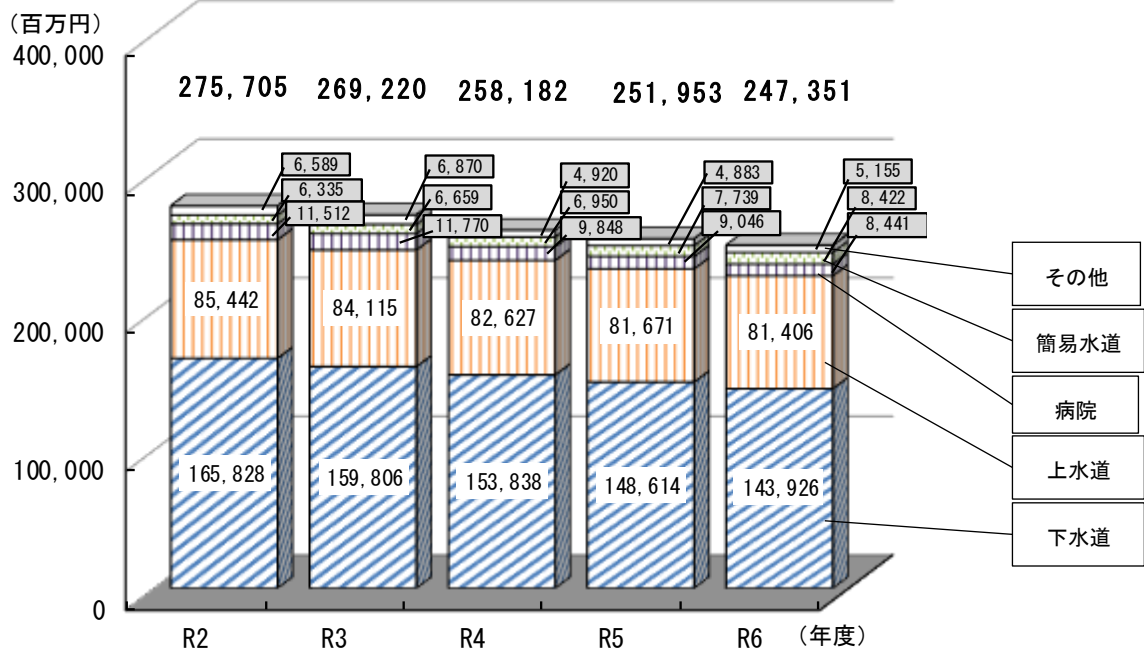 （百万円）
400,000
275,705 269,220 258,182 251,953 247,351
300,000
6,589 6,870 4,920 4,883 5,155
6,335 6,659 6,950 7,739 8,422
11,512 11,770 9,848 9,046 8,441
その他
200,000
85,442 84,115 82,627 81,671 81,406
簡易水道
病院
上水道
100,000
165,828 159,806 153,838 148,614 143,926
下水道
0
R2 R3 R4 R5 R6 （年度）